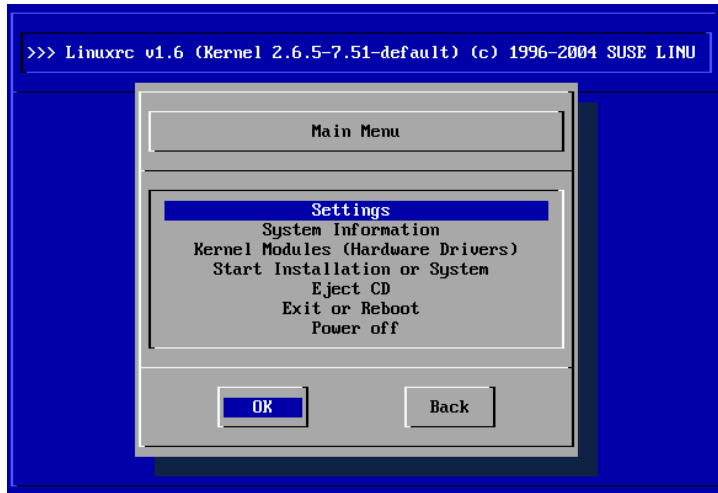 >>> Linuxrc v1.6 (Kernel 2.6.5-7.51-default) (c) 1996-2004 SUSE LINU
Main Menu
Settings
System Information
Kernel Modules (Hardware Drivers)
Start Installation or System
Eject CD
Exit or Reboot
Power off
OK Back